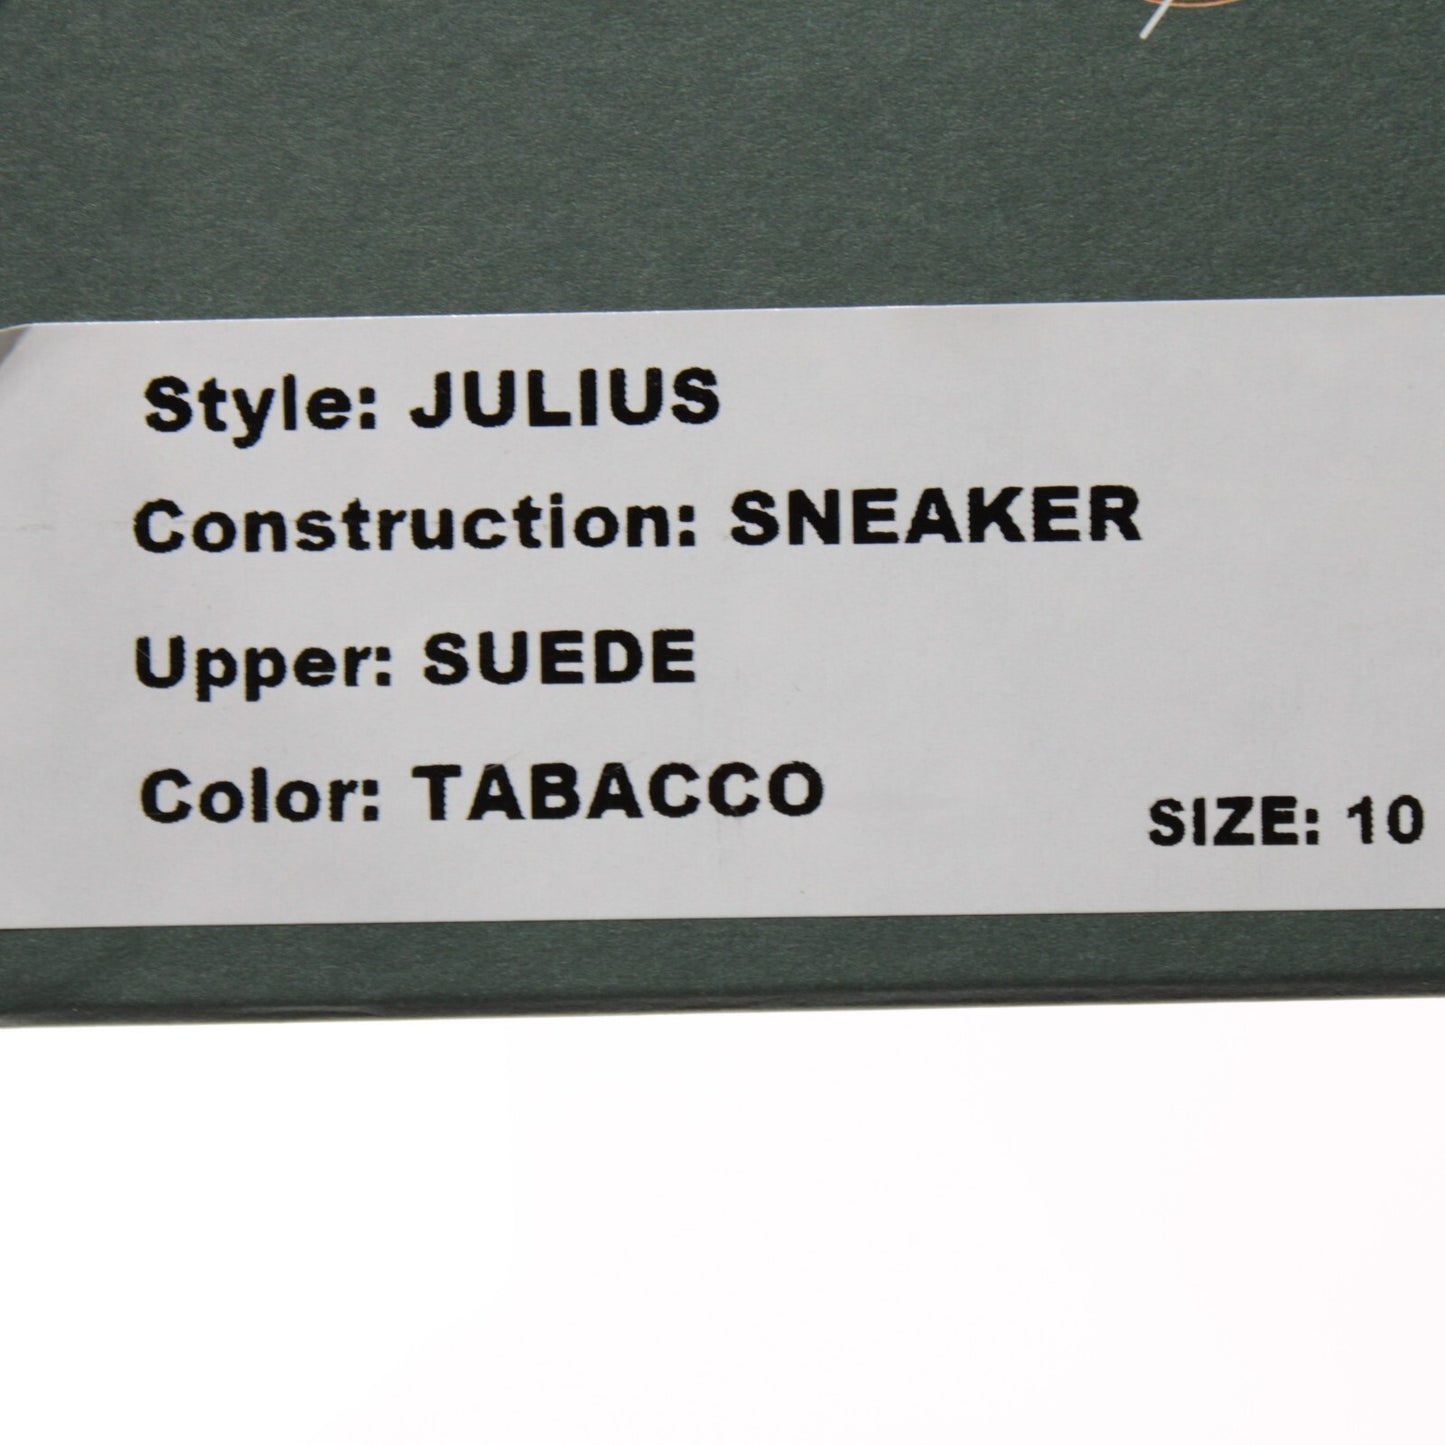 Style: JULIUS
Construction: SNEAKER
Upper: SUEDE
Color: TABACCO
SIZE: 10